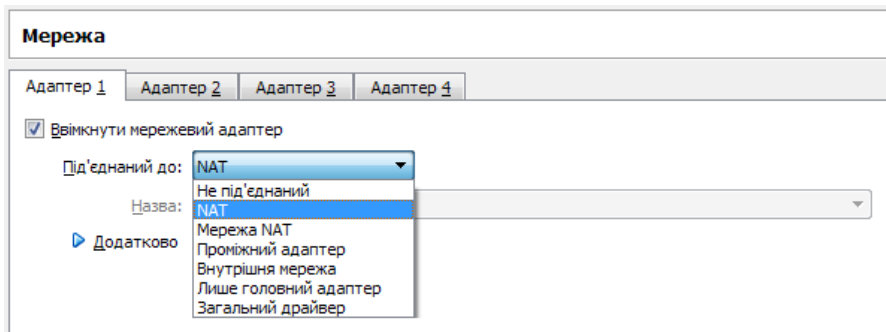 Мережа
Адаптер 1 Адаптер 2 Адаптер 3 Адаптер 4
Ввімкнути мережевий адаптер
Під'єднаний до: NAT
Не під'єднаний
Назва: NAT
Мережа NAT
Додатково Проміжний адаптер
Внутрішня мережа
Лише головний адаптер
Загальний драйвер